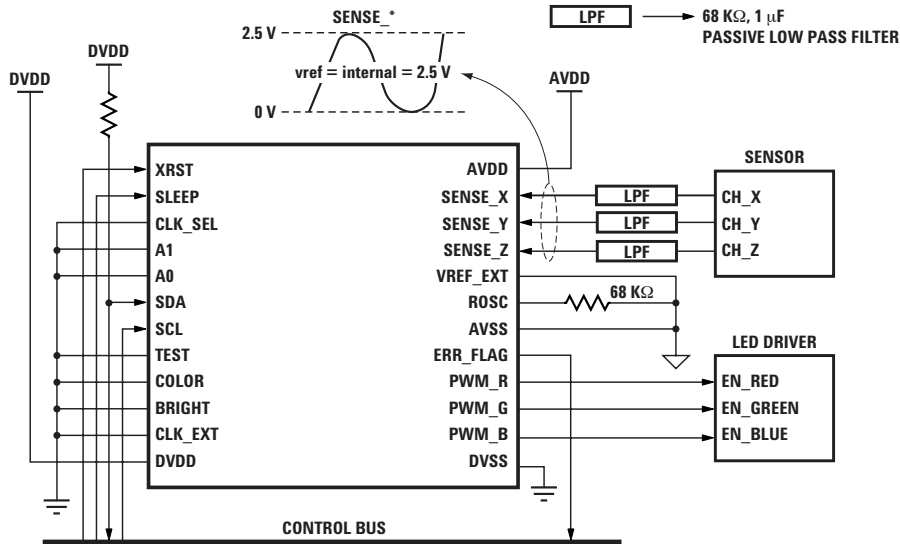 SENSE_*
2.5 V
vref = internal = 2.5 V
0 V
LPF
68 KΩ, 1 μF
PASSIVE LOW PASS FILTER
DVDD
DVDD
AVDD
XRST
SLEEP
CLK_SEL
A1
A0
SDA
SCL
TEST
COLOR
BRIGHT
CLK_EXT
DVDD
AVDD
SENSE_X
SENSE_Y
SENSE_Z
VREF_EXT
ROSC
AVSS
ERR_FLAG
PWM_R
PWM_G
PWM_B
DVSS
LPF
LPF
LPF
68 KΩ
SENSOR
CH_X
CH_Y
CH_Z
LED DRIVER
EN_RED
EN_GREEN
EN_BLUE
CONTROL BUS